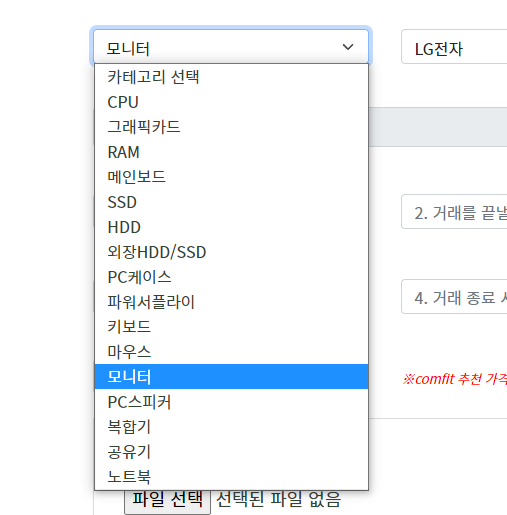 모니터
LG전자
카테고리 선택
CPU
그래픽카드
RAM
메인보드
SSD
HDD
외장HDD/SSD
PC케이스
파워서플라이
키보드
마우스
모니터
PC스피커
복합기
공유기
노트북
2. 거래를 끝낼
4. 거래 종료
※comfit 추천 가격
파일 선택 선택된 파일 없음